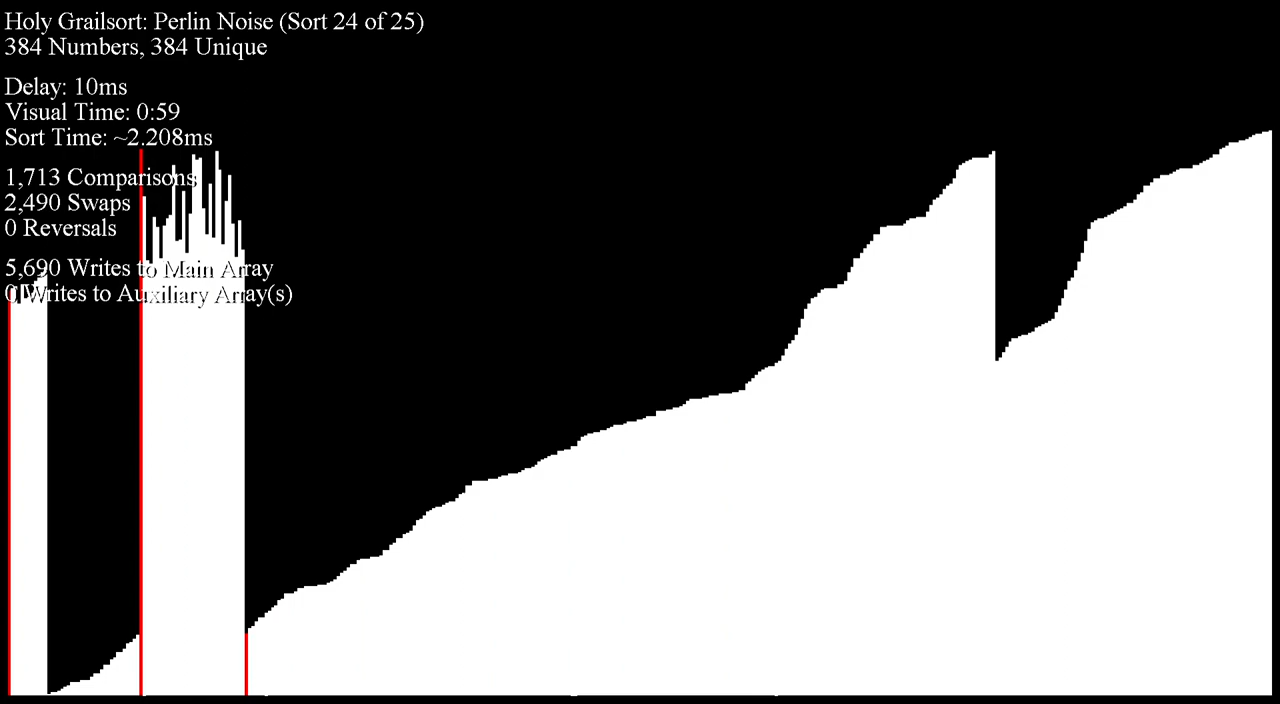 Holy Grailsort: Perlin Noise (Sort 24 of 25)
384 Numbers, 384 Unique
Delay: 10ms
Visual Time: 0:59
Sort Time: ~2.208ms
1,713 Comparisons
2,490 Swaps
0 Reversals
5,690 Writes to Main Array
0 Writes to Auxiliary Array(s)